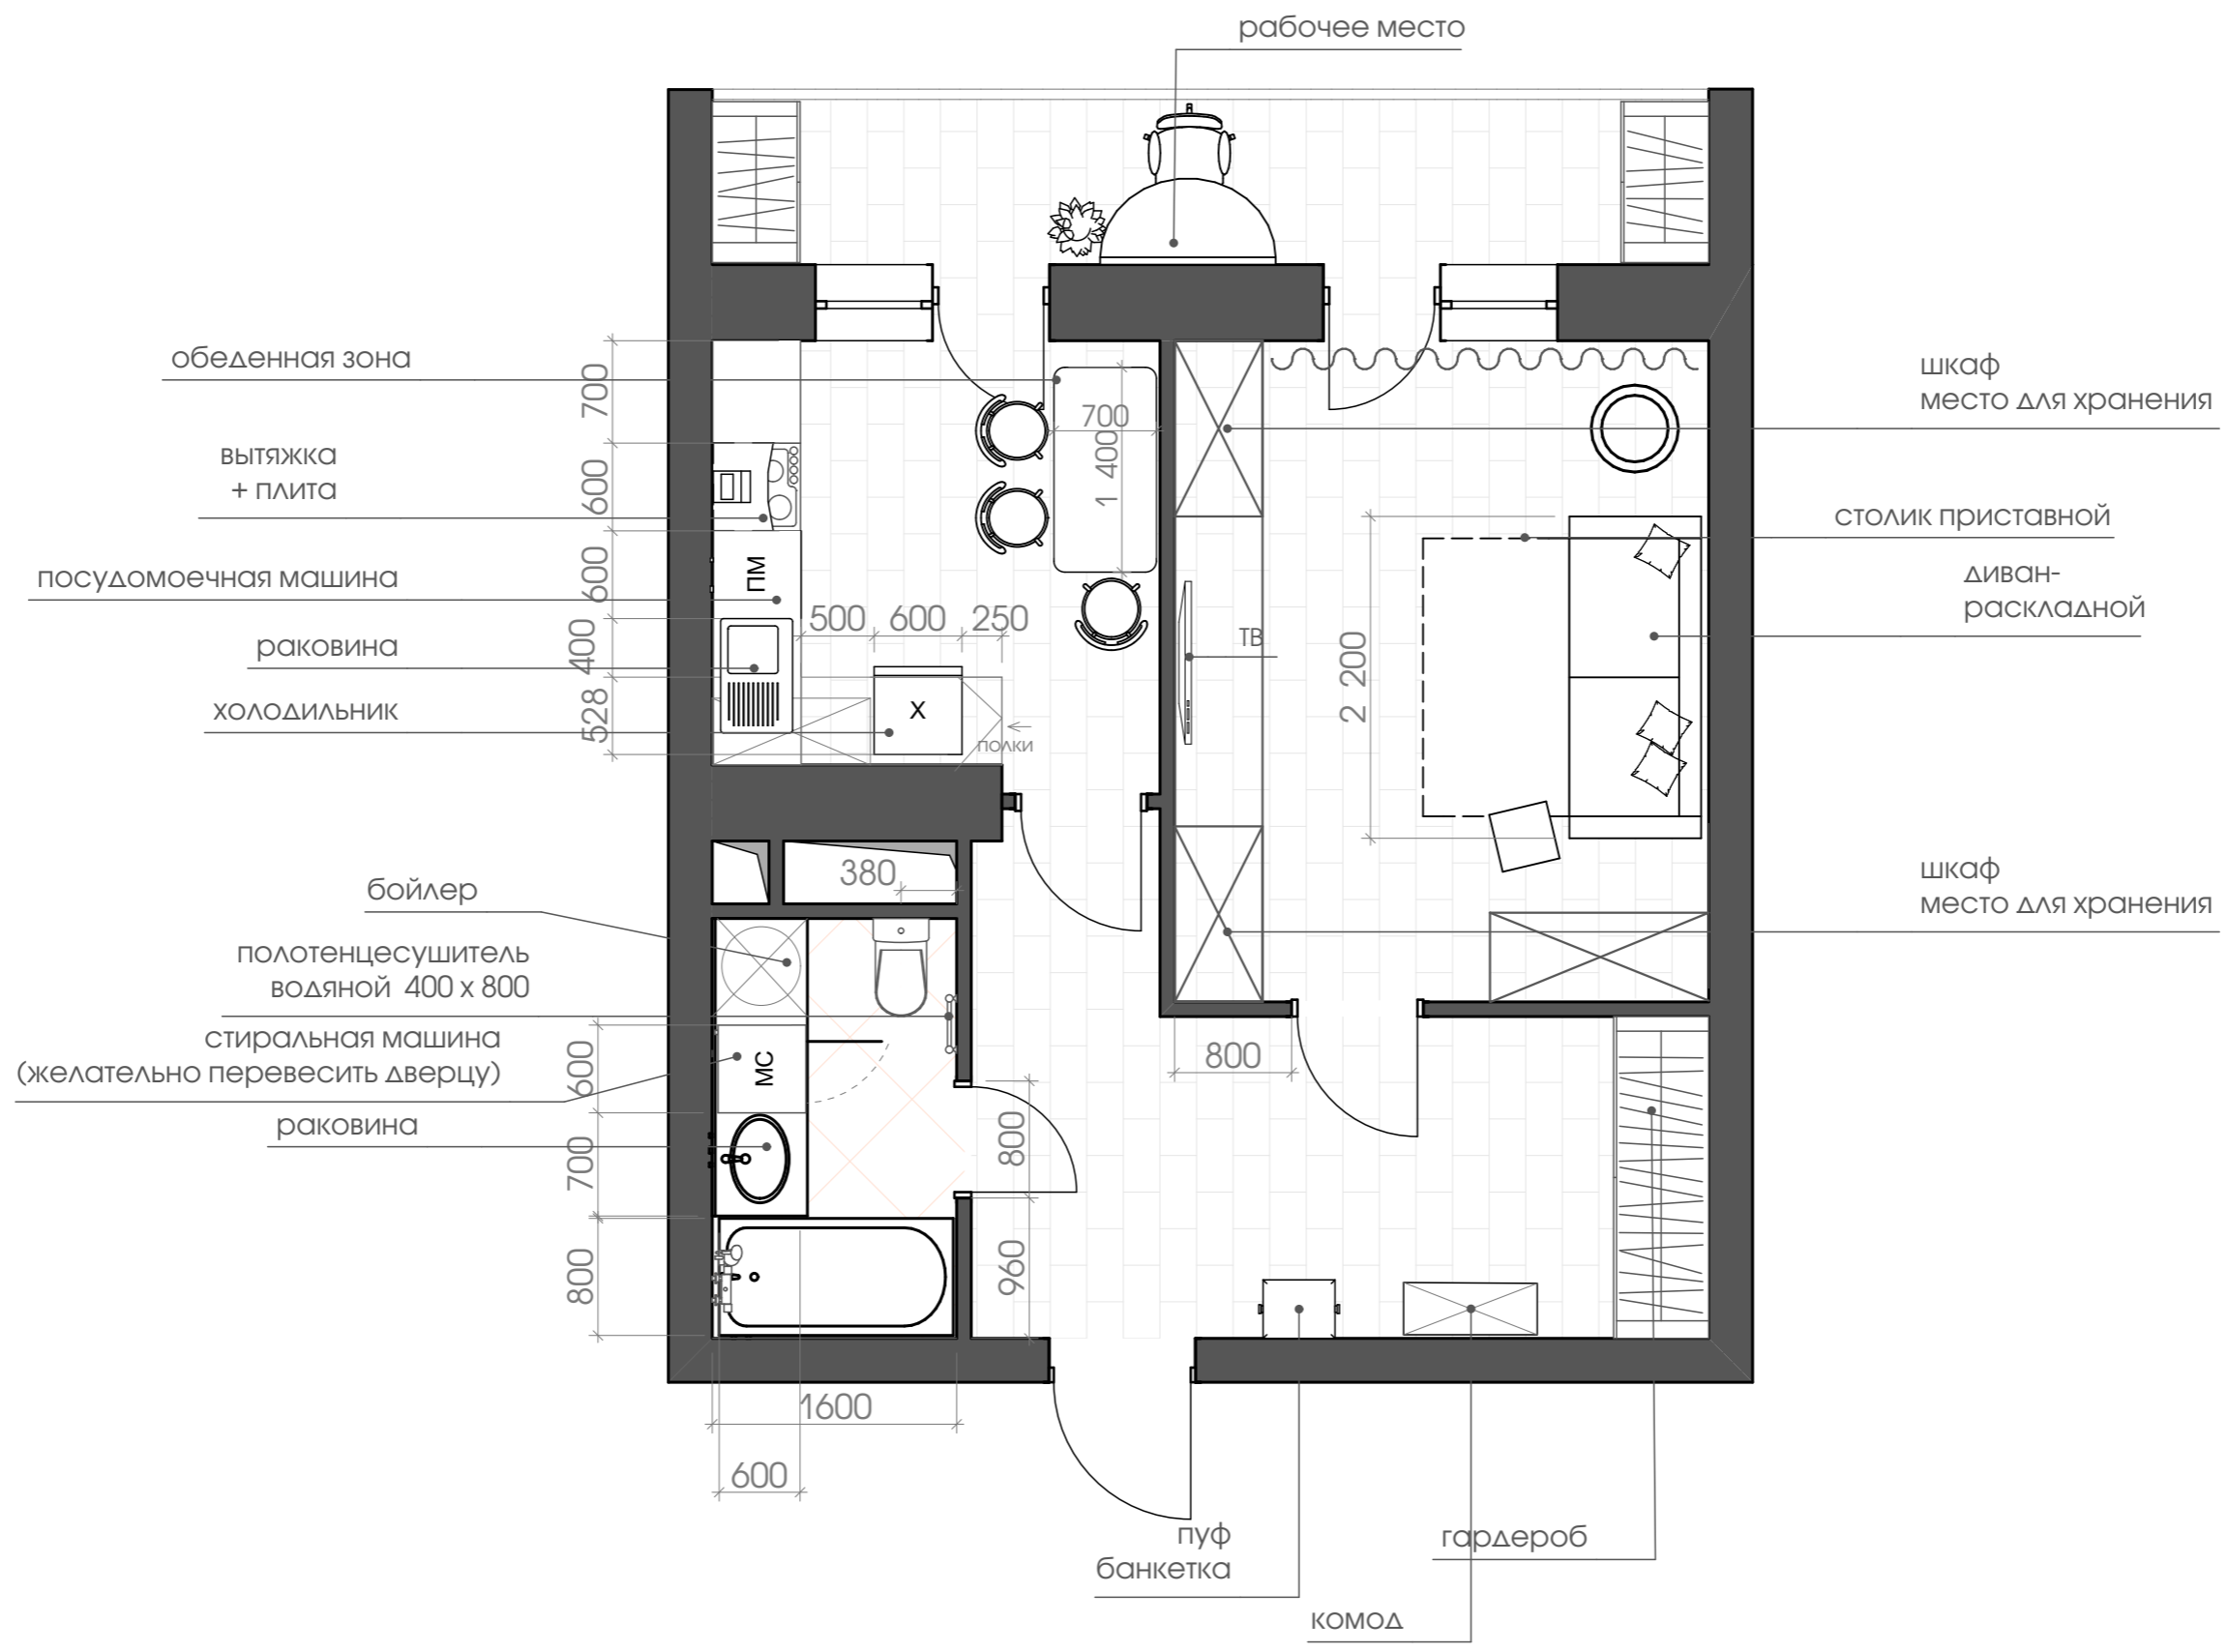 рабочее место
обеденная зона
шкаф
место для хранения
700
700
1 400
вытяжка
+ плита
600
столик приставной
посудомоечная машина
600
ПМ
диван-
раскладной
500 600 250
раковина
400
ТВ
2 200
холодильник
528
Х
полки
бойлер
380
шкаф
место для хранения
полотенцесушитель
водяной 400 х 800
стиральная машина
(желательно перевесить дверцу)
600
МС
800
раковина
700
800
800
960
1600
600
пуф
банкетка
гардероб
комод